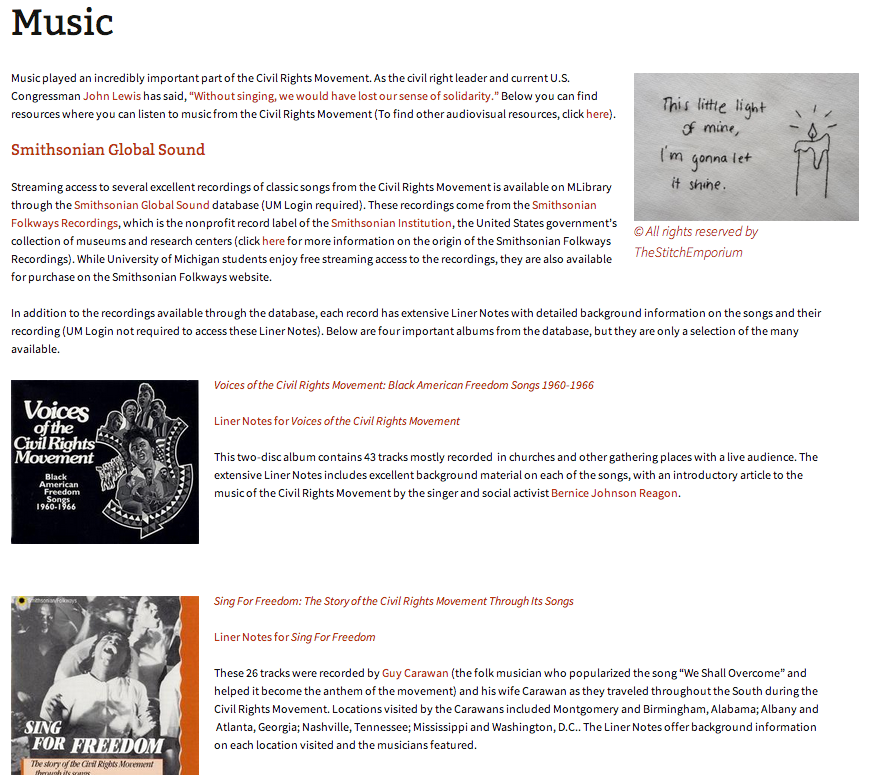 Music
Music played an incredibly important part of the Civil Rights Movement. As the civil right leader and current U.S.
Congressman John Lewis has said, “Without singing, we would have lost our sense of solidarity.” Below you can find
resources where you can listen to music from the Civil Rights Movement (To find other audiovisual resources, click here).
This little light
of mine,
I'm gonna let
it shine.
© All rights reserved by
TheStitchEmporium
Smithsonian Global Sound
Streaming access to several excellent recordings of classic songs from the Civil Rights Movement is available on MLibrary
through the Smithsonian Global Sound database (UM Login required). These recordings come from the Smithsonian
Folkways Recordings, which is the nonprofit record label of the Smithsonian Institution, the United States government's
collection of museums and research centers (click here for more information on the origin of the Smithsonian Folkways
Recordings). While University of Michigan students enjoy free streaming access to the recordings, they are also available
for purchase on the Smithsonian Folkways website.
In addition to the recordings available through the database, each record has extensive Liner Notes with detailed background information on the songs and their
recording (UM Login not required to access these Liner Notes). Below are four important albums from the database, but they are only a selection of the many
available.
Voices
of the
Civil Rights
Movement
Black
American
Freedom
Songs
1960-1966
Voices of the Civil Rights Movement: Black American Freedom Songs 1960-1966
Liner Notes for Voices of the Civil Rights Movement
This two-disc album contains 43 tracks mostly recorded in churches and other gathering places with a live audience. The
extensive Liner Notes includes excellent background material on each of the songs, with an introductory article to the
music of the Civil Rights Movement by the singer and social activist Bernice Johnson Reagon.
Smithsonian Folkways
SING
FOR FREEDOM
The story of the Civil Rights Movement
through its songs
Sing For Freedom: The Story of the Civil Rights Movement Through Its Songs
Liner Notes for Sing For Freedom
These 26 tracks were recorded by Guy Carawan (the folk musician who popularized the song “We Shall Overcome” and
helped it become the anthem of the movement) and his wife Carawan as they traveled throughout the South during the
Civil Rights Movement. Locations visited by the Carawans included Montgomery and Birmingham, Alabama; Albany and
Atlanta, Georgia; Nashville, Tennessee; Mississippi and Washington, D.C.. The Liner Notes offer background information
on each location visited and the musicians featured.